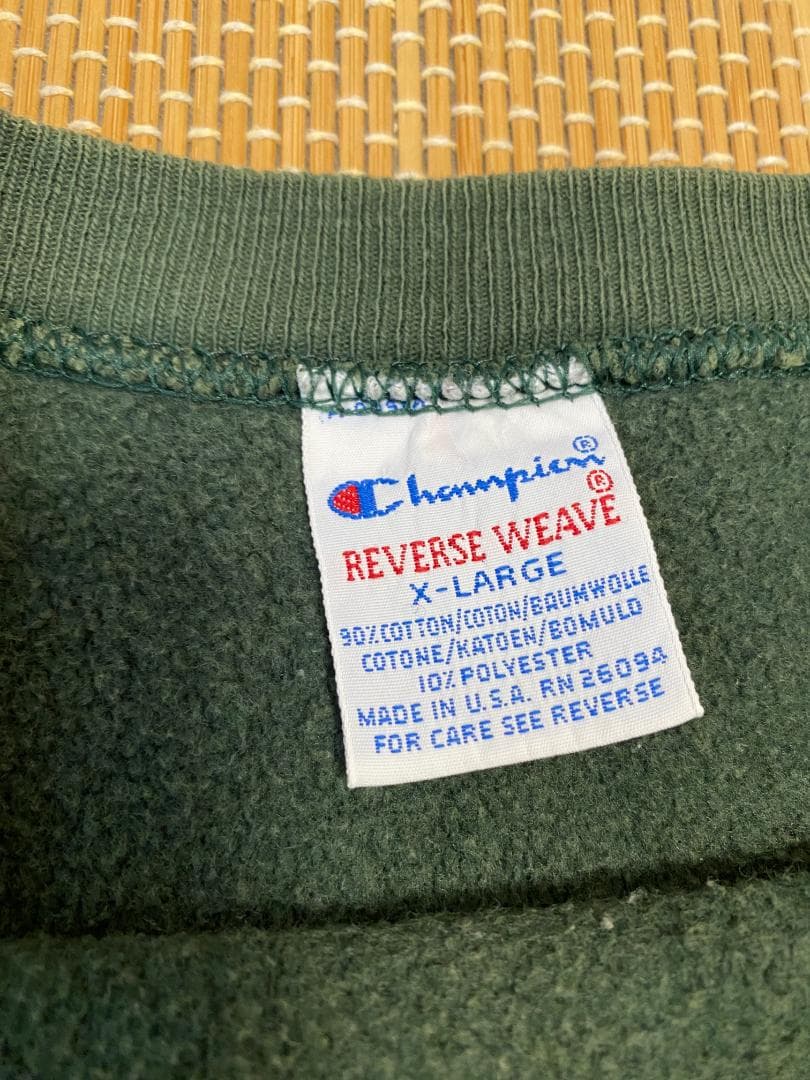 Champion®
REVERSE WEAVE®
X-LARGE
90%COTTON/COTON/BAUMWOLLE
COTONE/KATOEN/BOMULD
10% POLYESTER
MADE IN U.S.A. RN 26094
FOR CARE SEE REVERSE